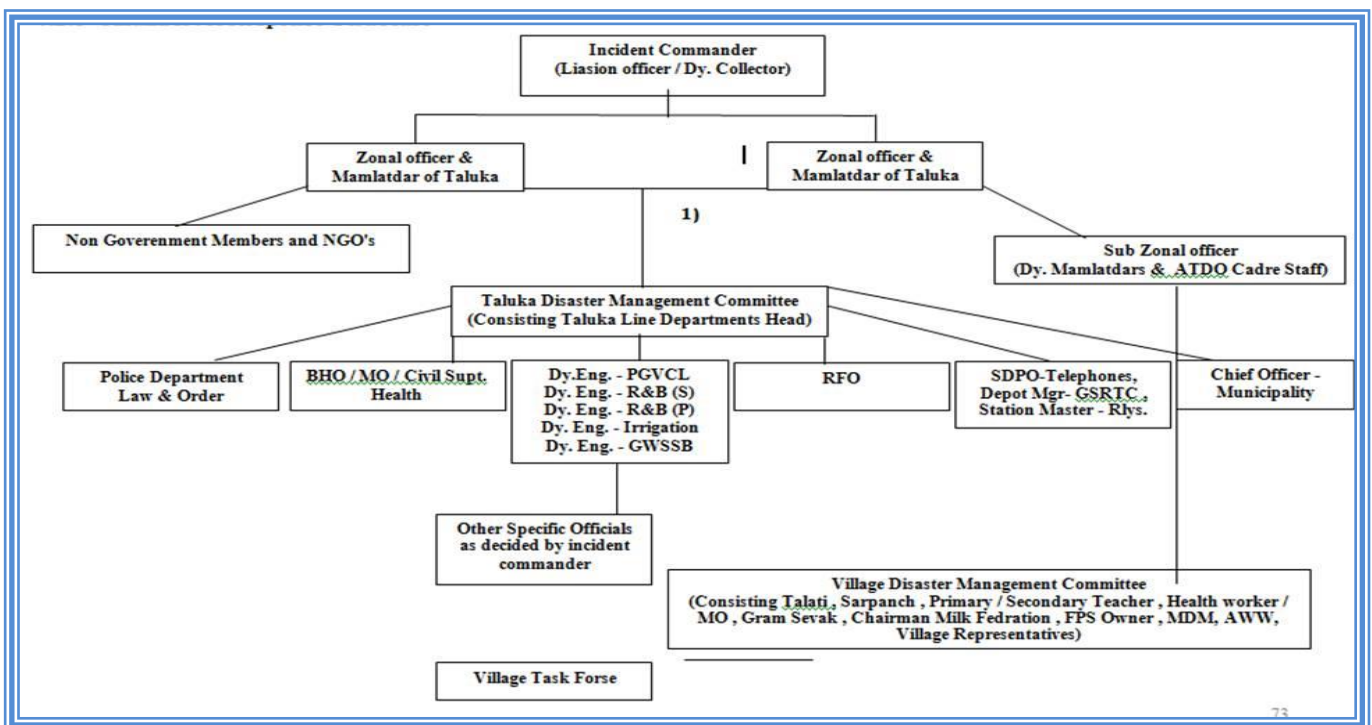 Incident Commander
(Liasion officer / Dy. Collector)
Zonal officer &
Mamlatdar of Taluka
Zonal officer &
Mamlatdar of Taluka
1)
Non Goverenment Members and NGO's
Sub Zonal officer
(Dy. Mamlatdars & ATDO Cadre Staff)
Taluka Disaster Management Committee
(Consisting Taluka Line Departments Head)
Police Department
Law & Order
BHO / MO / Civil Supt.
Health
Dy.Eng. - PGVCL
Dy. Eng. - R&B (S)
Dy. Eng. - R&B (P)
Dy. Eng. - Irrigation
Dy. Eng. - GWSSB
RFO
SDPO-Telephones,
Depot Mgr- GSRTC ,
Station Master - Rlys.
Chief Officer -
Municipality
Other Specific Officials
as decided by incident
commander
Village Disaster Management Committee
(Consisting Talati , Sarpanch , Primary / Secondary Teacher , Health worker /
MO , Gram Sevak , Chairman Milk Fedration , FPS Owner , MDM, AWW,
Village Representatives)
Village Task Forse
73